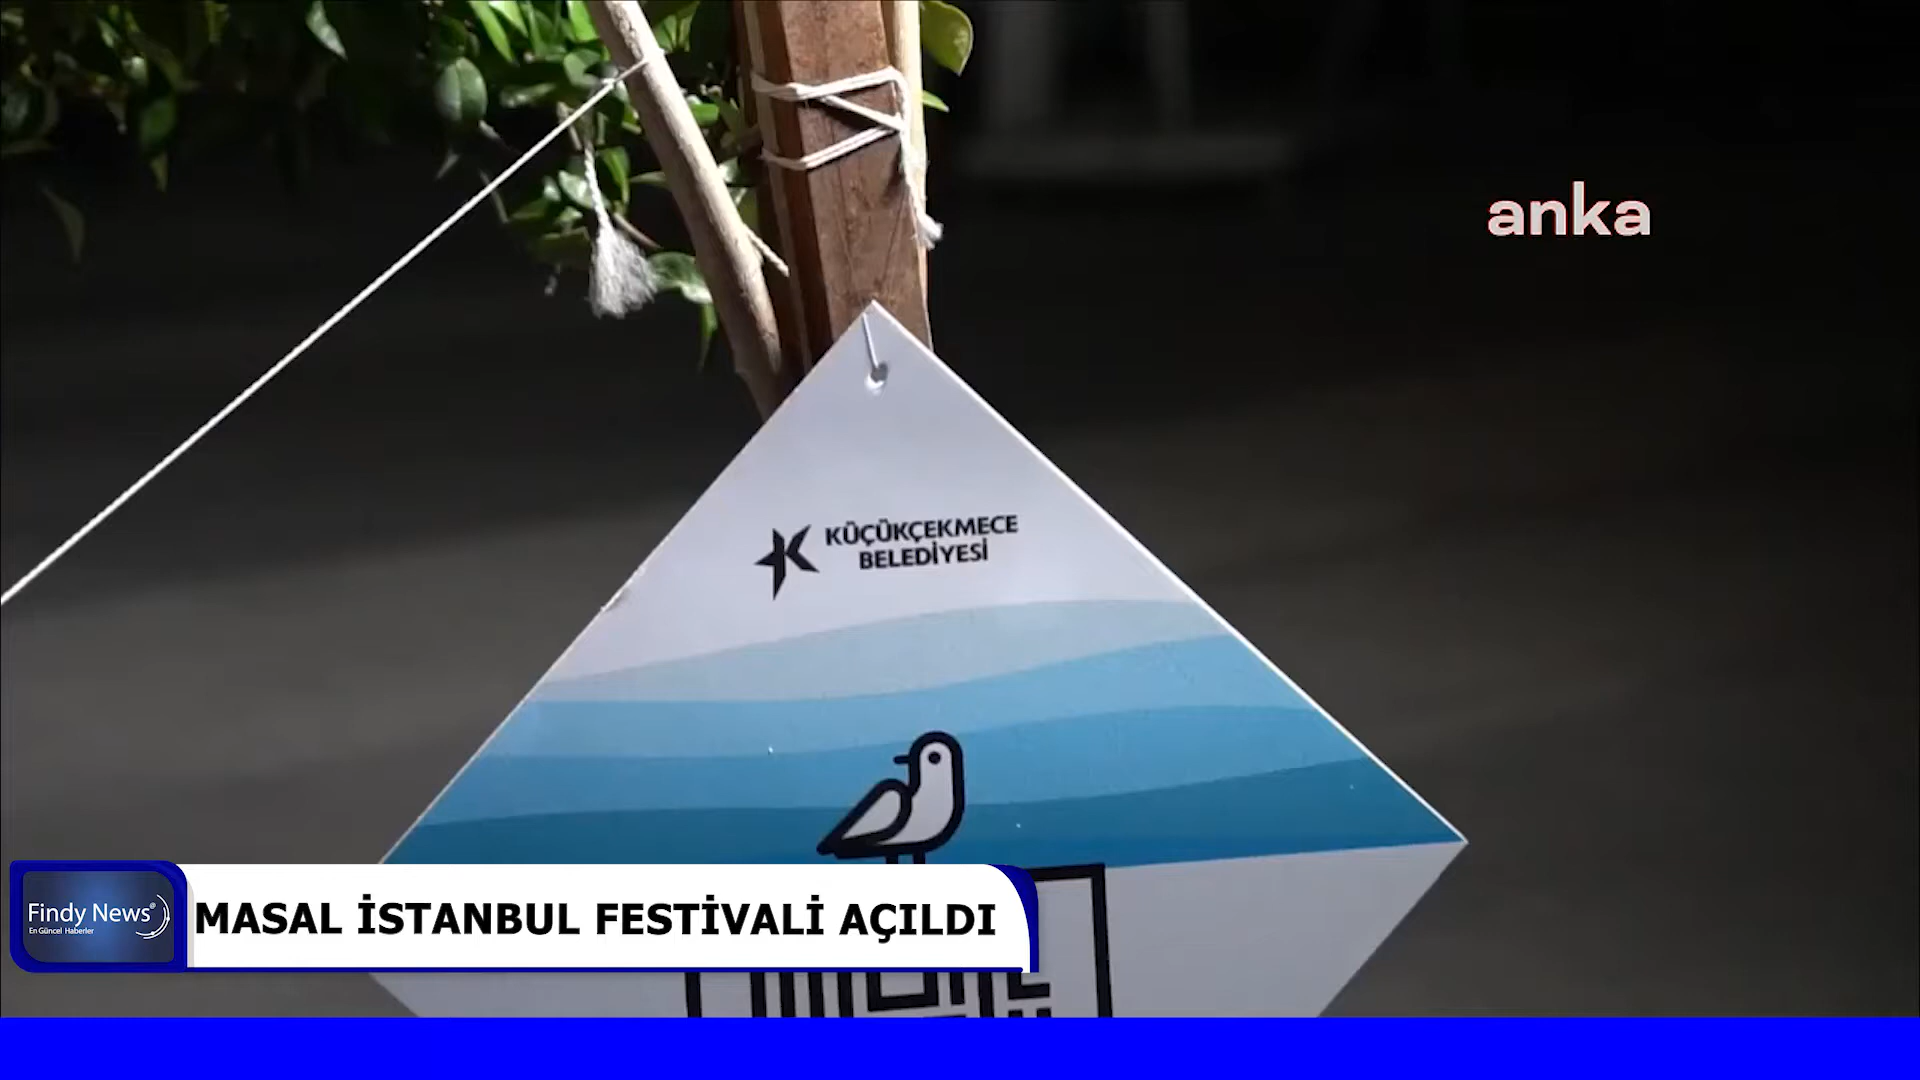 anka
KÜÇÜKÇEKMECE
BELEDİYESİ
Findy News
En Güncel Haberler
MASAL İSTANBUL FESTİVALİ AÇILDI